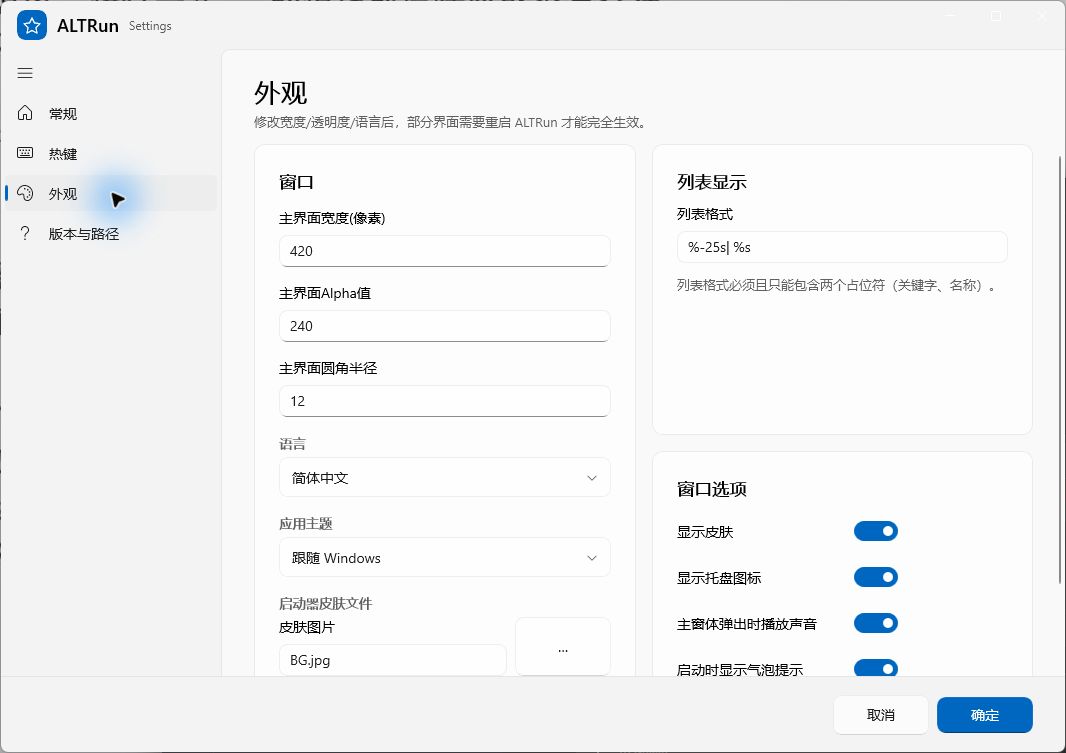 ALTRun Settings
常规
热键
外观
版本与路径
外观
修改宽度/透明度/语言后，部分界面需要重启 ALTRun 才能完全生效。
窗口
主界面宽度(像素)
420
主界面Alpha值
240
主界面圆角半径
12
语言
简体中文
应用主题
跟随 Windows
启动器皮肤文件
皮肤图片
BG.jpg
...
列表显示
列表格式
%-25s| %s
列表格式必须且只能包含两个占位符（关键字、名称）。
窗口选项
显示皮肤
显示托盘图标
主窗体弹出时播放声音
启动时显示气泡提示
取消
确定